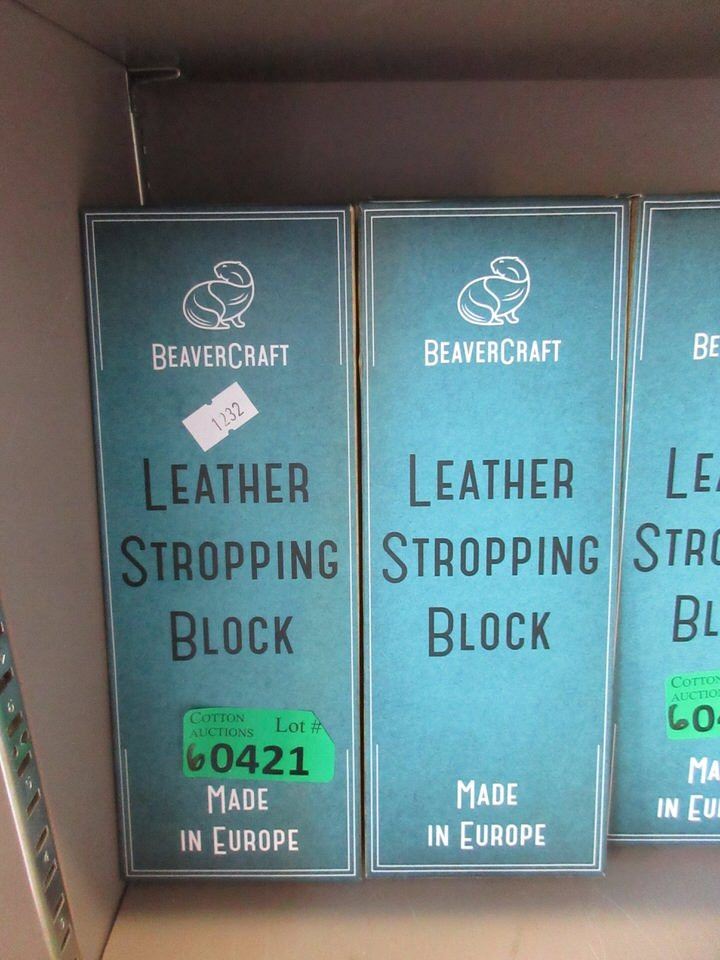 BEAVERCRAFT
1232
LEATHER
STROPPING
BLOCK
COTTON
AUCTIONS
Lot #
60421
MADE
IN EUROPE
BEAVERCRAFT
LEATHER
STROPPING
BLOCK
MADE
IN EUROPE